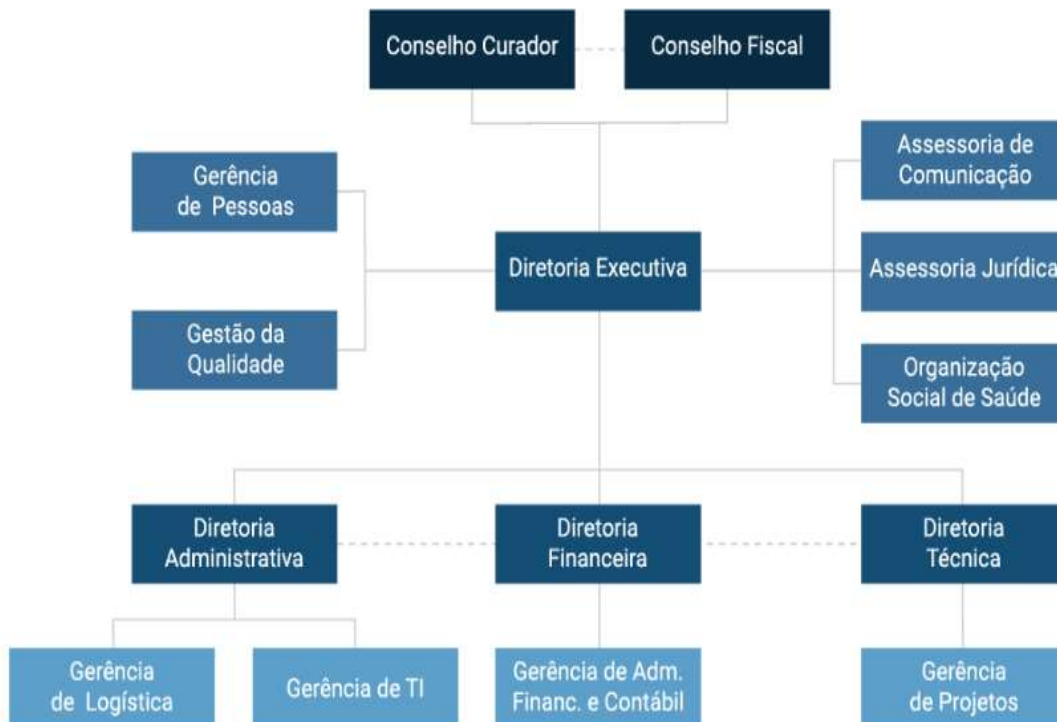 Conselho Curador
Conselho Fiscal
Assessoria de
Comunicação
Gerência
de Pessoas
Diretoria Executiva
Assessoria Jurídica
Gestão da
Qualidade
Organização
Social de Saúde
Diretoria
Administrativa
Diretoria
Financeira
Diretoria
Técnica
Gerência
de Logística
Gerência de TI
Gerência de Adm.
Financ. e Contábil
Gerência
de Projetos